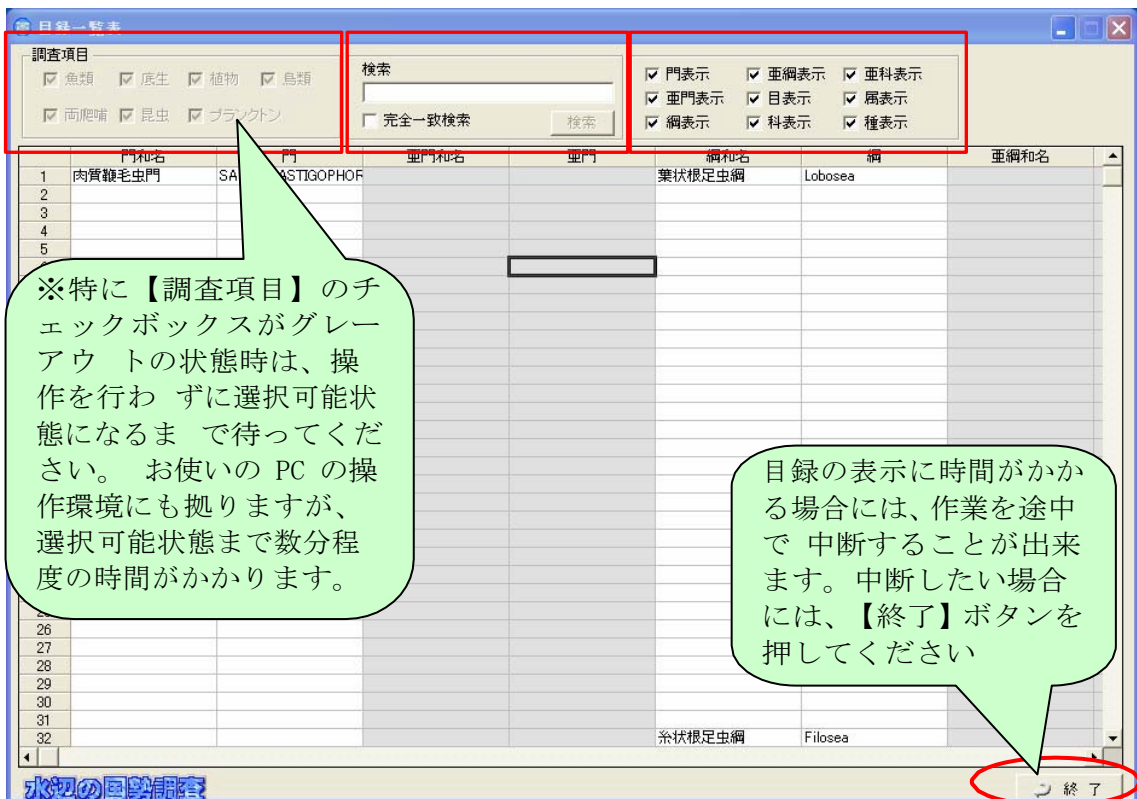 目録一覧表
調査項目
魚類 底生 植物 鳥類
両爬哺 昆虫 プランクトン
検索
完全一致検索 検索
門表示 亜綱表示 亜科表示
亜門表示 目表示 属表示
綱表示 科表示 種表示
門和名 門 亜門和名 亜門 綱和名 綱 亜綱和名
1 肉質鞭毛虫門 SA ASTIGOPHOR 葉状根足虫綱 Lobosea
2
3
4
5
※特に【調査項目】のチ
ェックボックスがグレー
アウ トの状態時は、操
作を行わ ずに選択可能状
態になるま で待ってくだ
さい。 お使いの PC の操
作環境にも拠りますが、
選択可能状態まで数分程
度の時間がかかります。
目録の表示に時間がかか
る場合には、作業を途中
で 中断することが出来
ます。中断したい場合
には、【終了】ボタンを
押してください
26
27
28
29
30
31
32 糸状根足虫綱 Filosea
水辺の国勢調査
終了